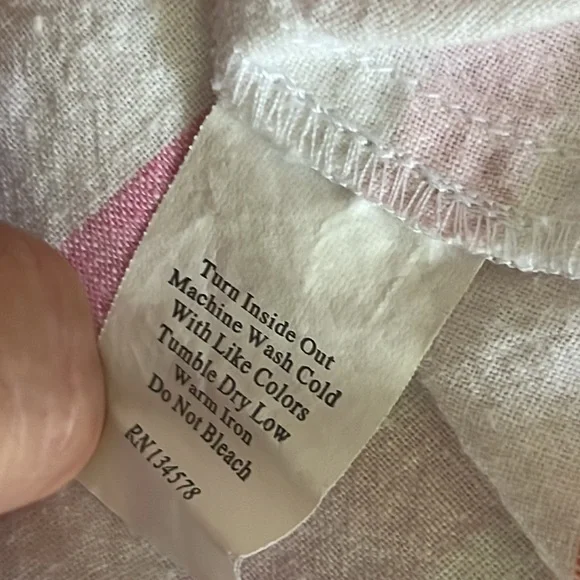 Turn Inside Out
Machine Wash Cold
With Like Colors
Tumble Dry Low
Warm Iron
Do Not Bleach
RN134578